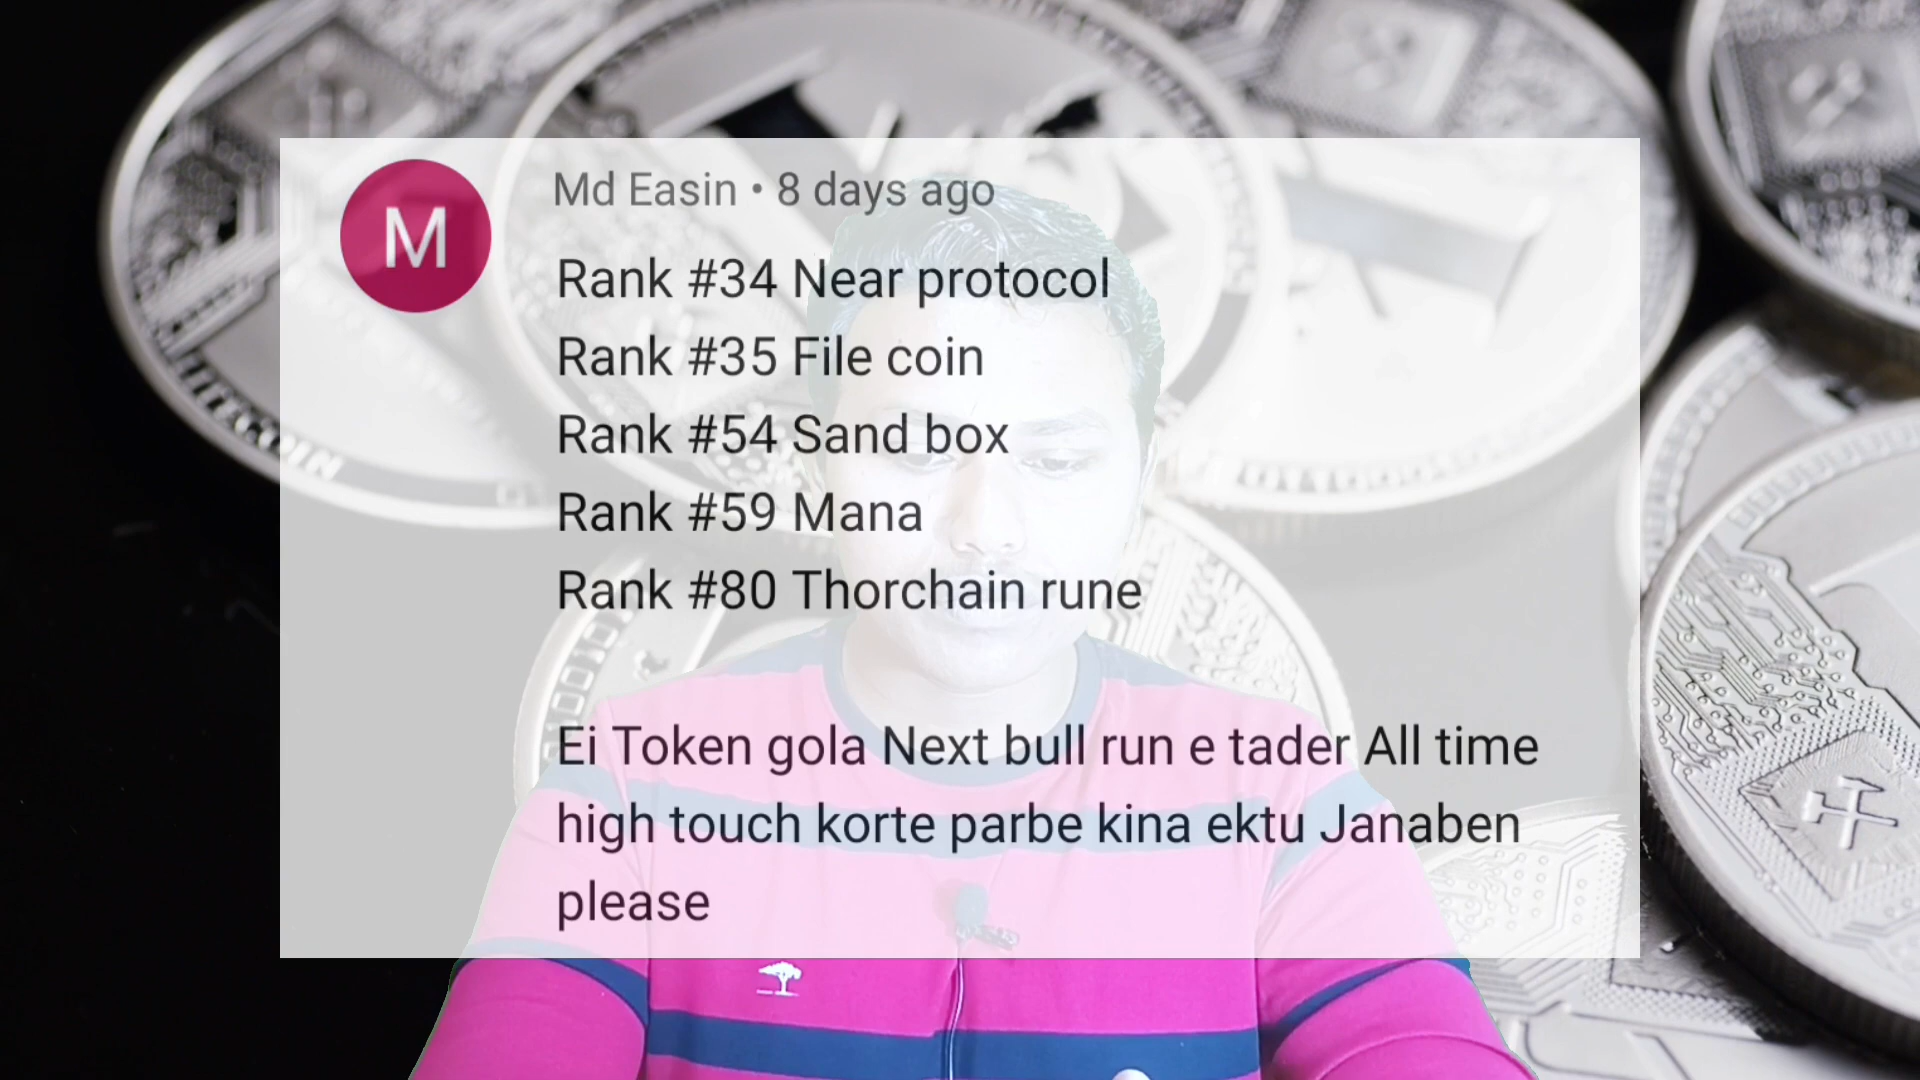 M
Md Easin • 8 days ago
Rank #34 Near protocol
Rank #35 File coin
Rank #54 Sand box
Rank #59 Mana
Rank #80 Thorchain rune
Ei Token gola Next bull run e tader All time
high touch korte parbe kina ektu Janaben
please
LITECOIN